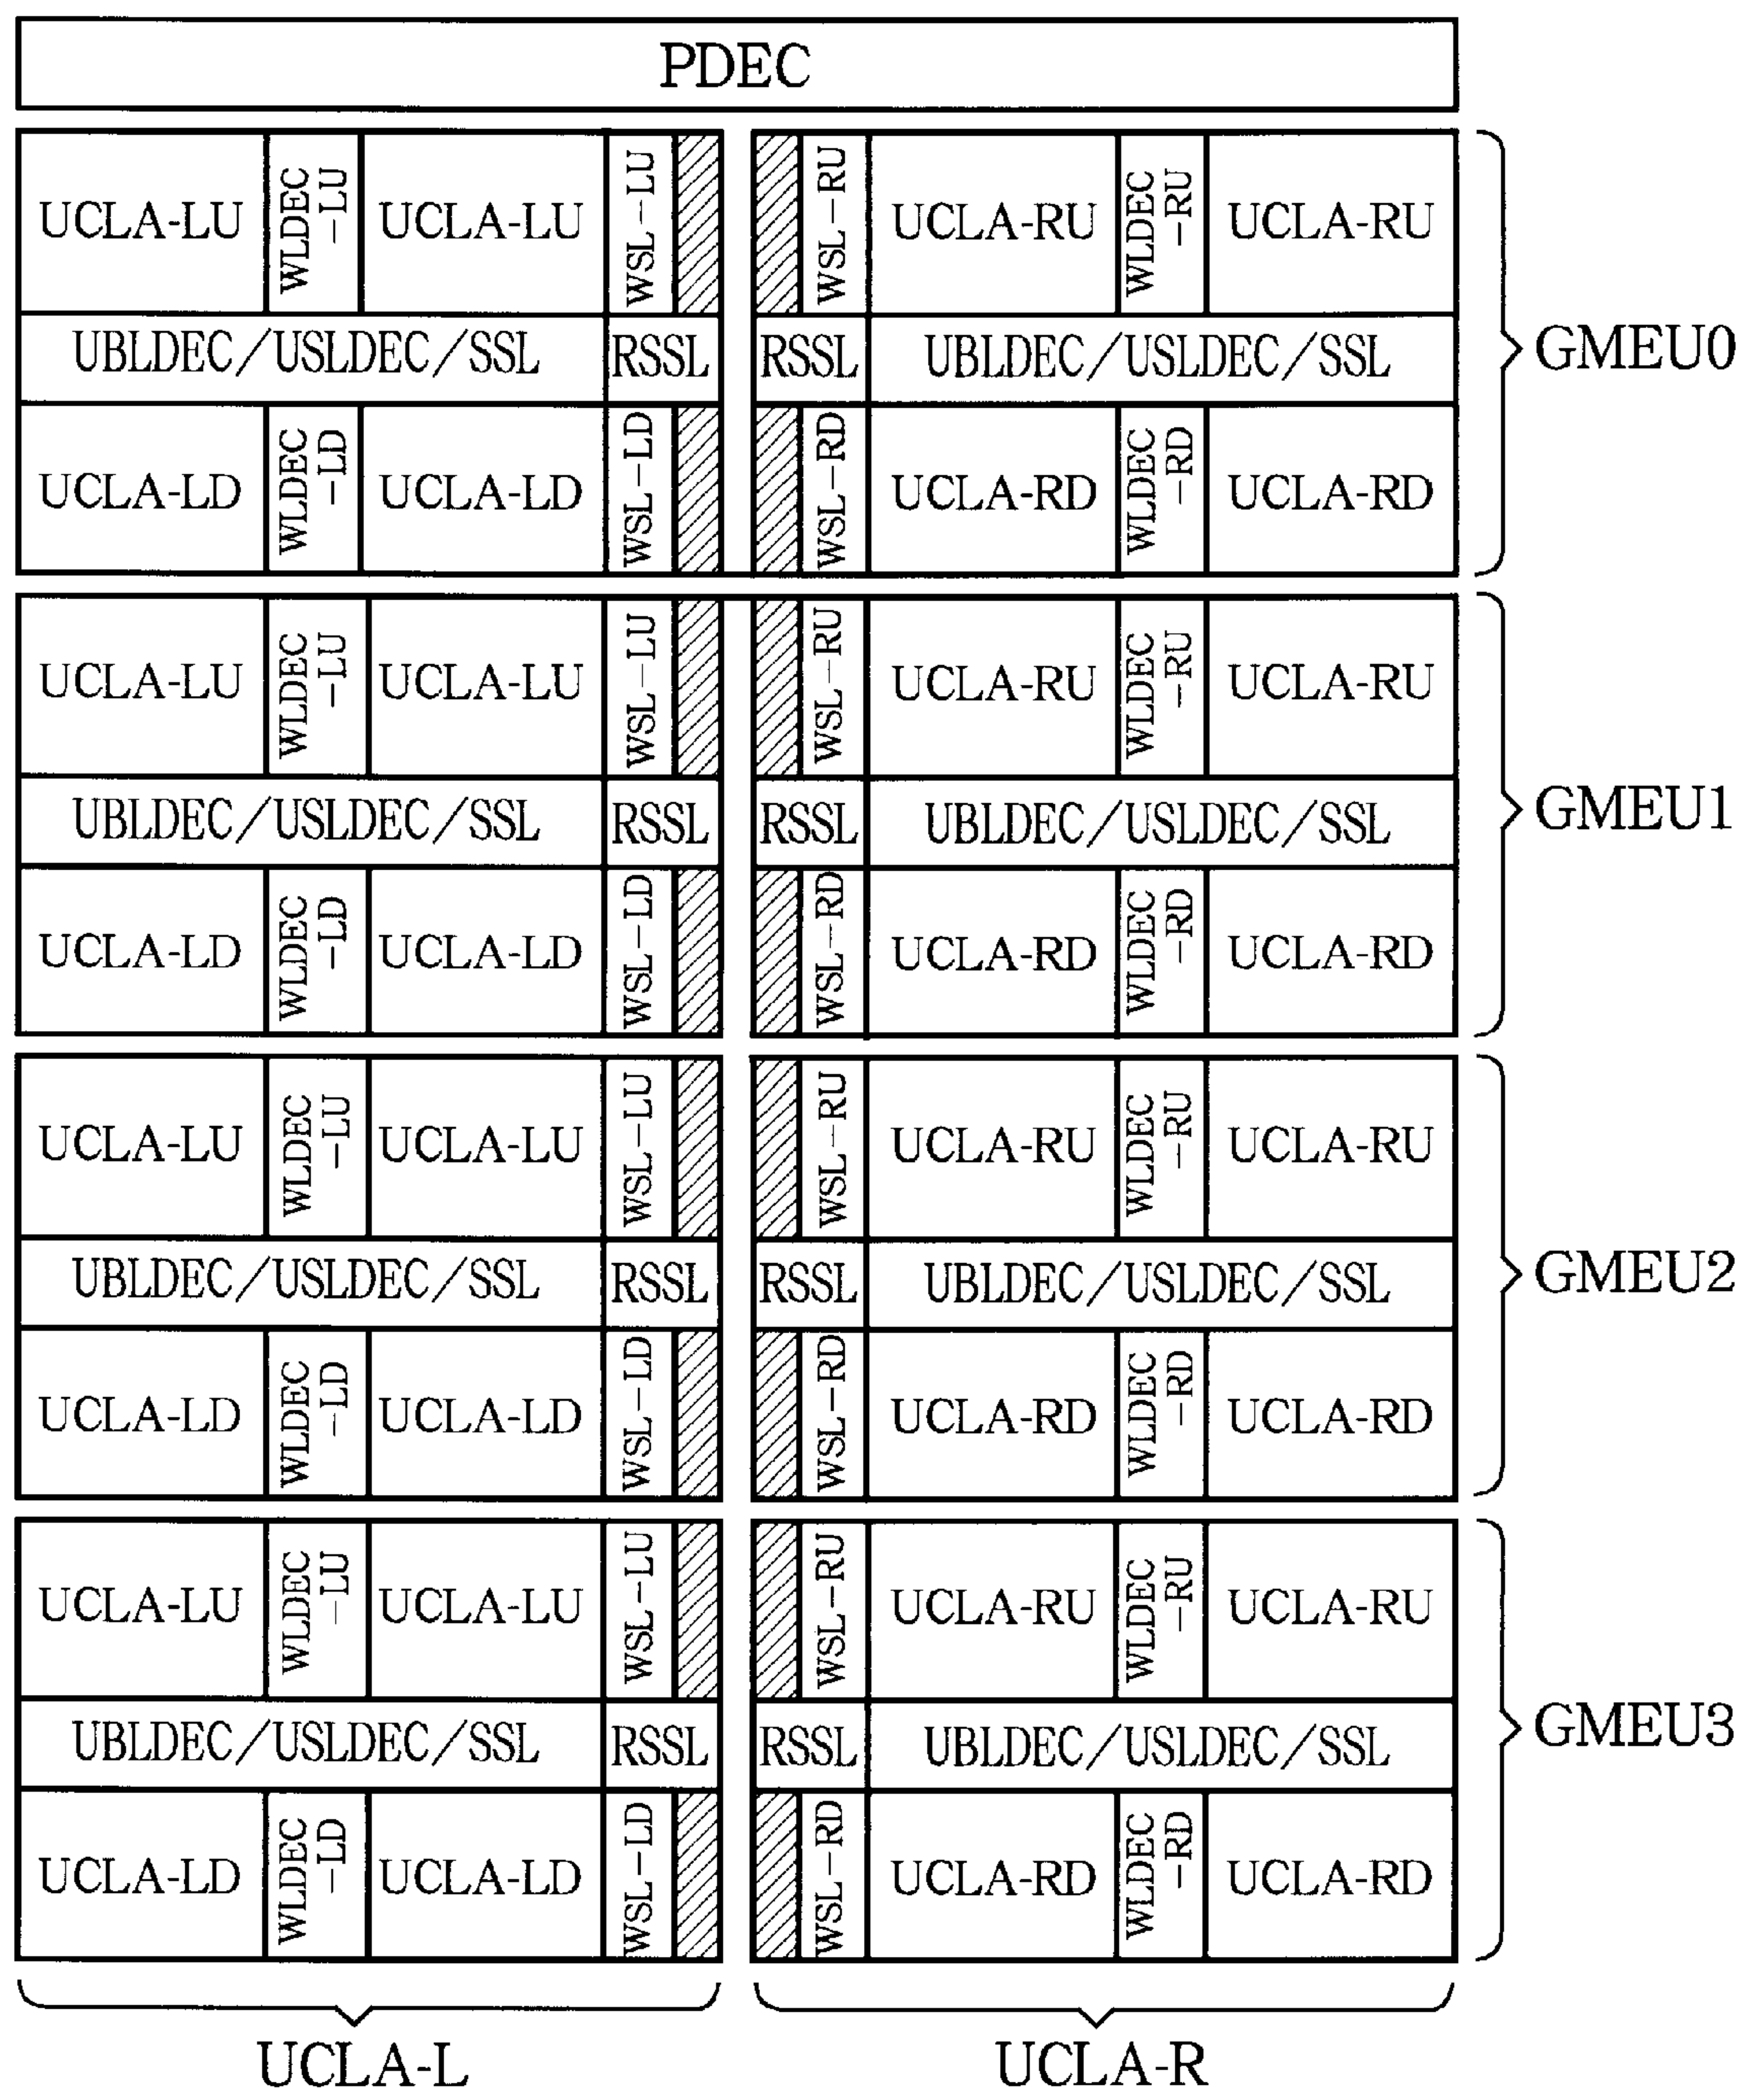 PDEC
UCLA-LU WLDEC-LU UCLA-LU WSL-LU WSL-RU UCLA-RU WLDEC-RU UCLA-RU
UBLDEC/USLDEC/SSL RSSL RSSL UBLDEC/USLDEC/SSL GMEU0
UCLA-LD WLDEC-LD UCLA-LD WSL-LD WSL-RD UCLA-RD WLDEC-RD UCLA-RD
UCLA-LU WLDEC-LU UCLA-LU WSL-LU WSL-RU UCLA-RU WLDEC-RU UCLA-RU
UBLDEC/USLDEC/SSL RSSL RSSL UBLDEC/USLDEC/SSL GMEU1
UCLA-LD WLDEC-LD UCLA-LD WSL-LD WSL-RD UCLA-RD WLDEC-RD UCLA-RD
UCLA-LU WLDEC-LU UCLA-LU WSL-LU WSL-RU UCLA-RU WLDEC-RU UCLA-RU
UBLDEC/USLDEC/SSL RSSL RSSL UBLDEC/USLDEC/SSL GMEU2
UCLA-LD WLDEC-LD UCLA-LD WSL-LD WSL-RD UCLA-RD WLDEC-RD UCLA-RD
UCLA-LU WLDEC-LU UCLA-LU WSL-LU WSL-RU UCLA-RU WLDEC-RU UCLA-RU
UBLDEC/USLDEC/SSL RSSL RSSL UBLDEC/USLDEC/SSL GMEU3
UCLA-LD WLDEC-LD UCLA-LD WSL-LD WSL-RD UCLA-RD WLDEC-RD UCLA-RD
UCLA-L UCLA-R